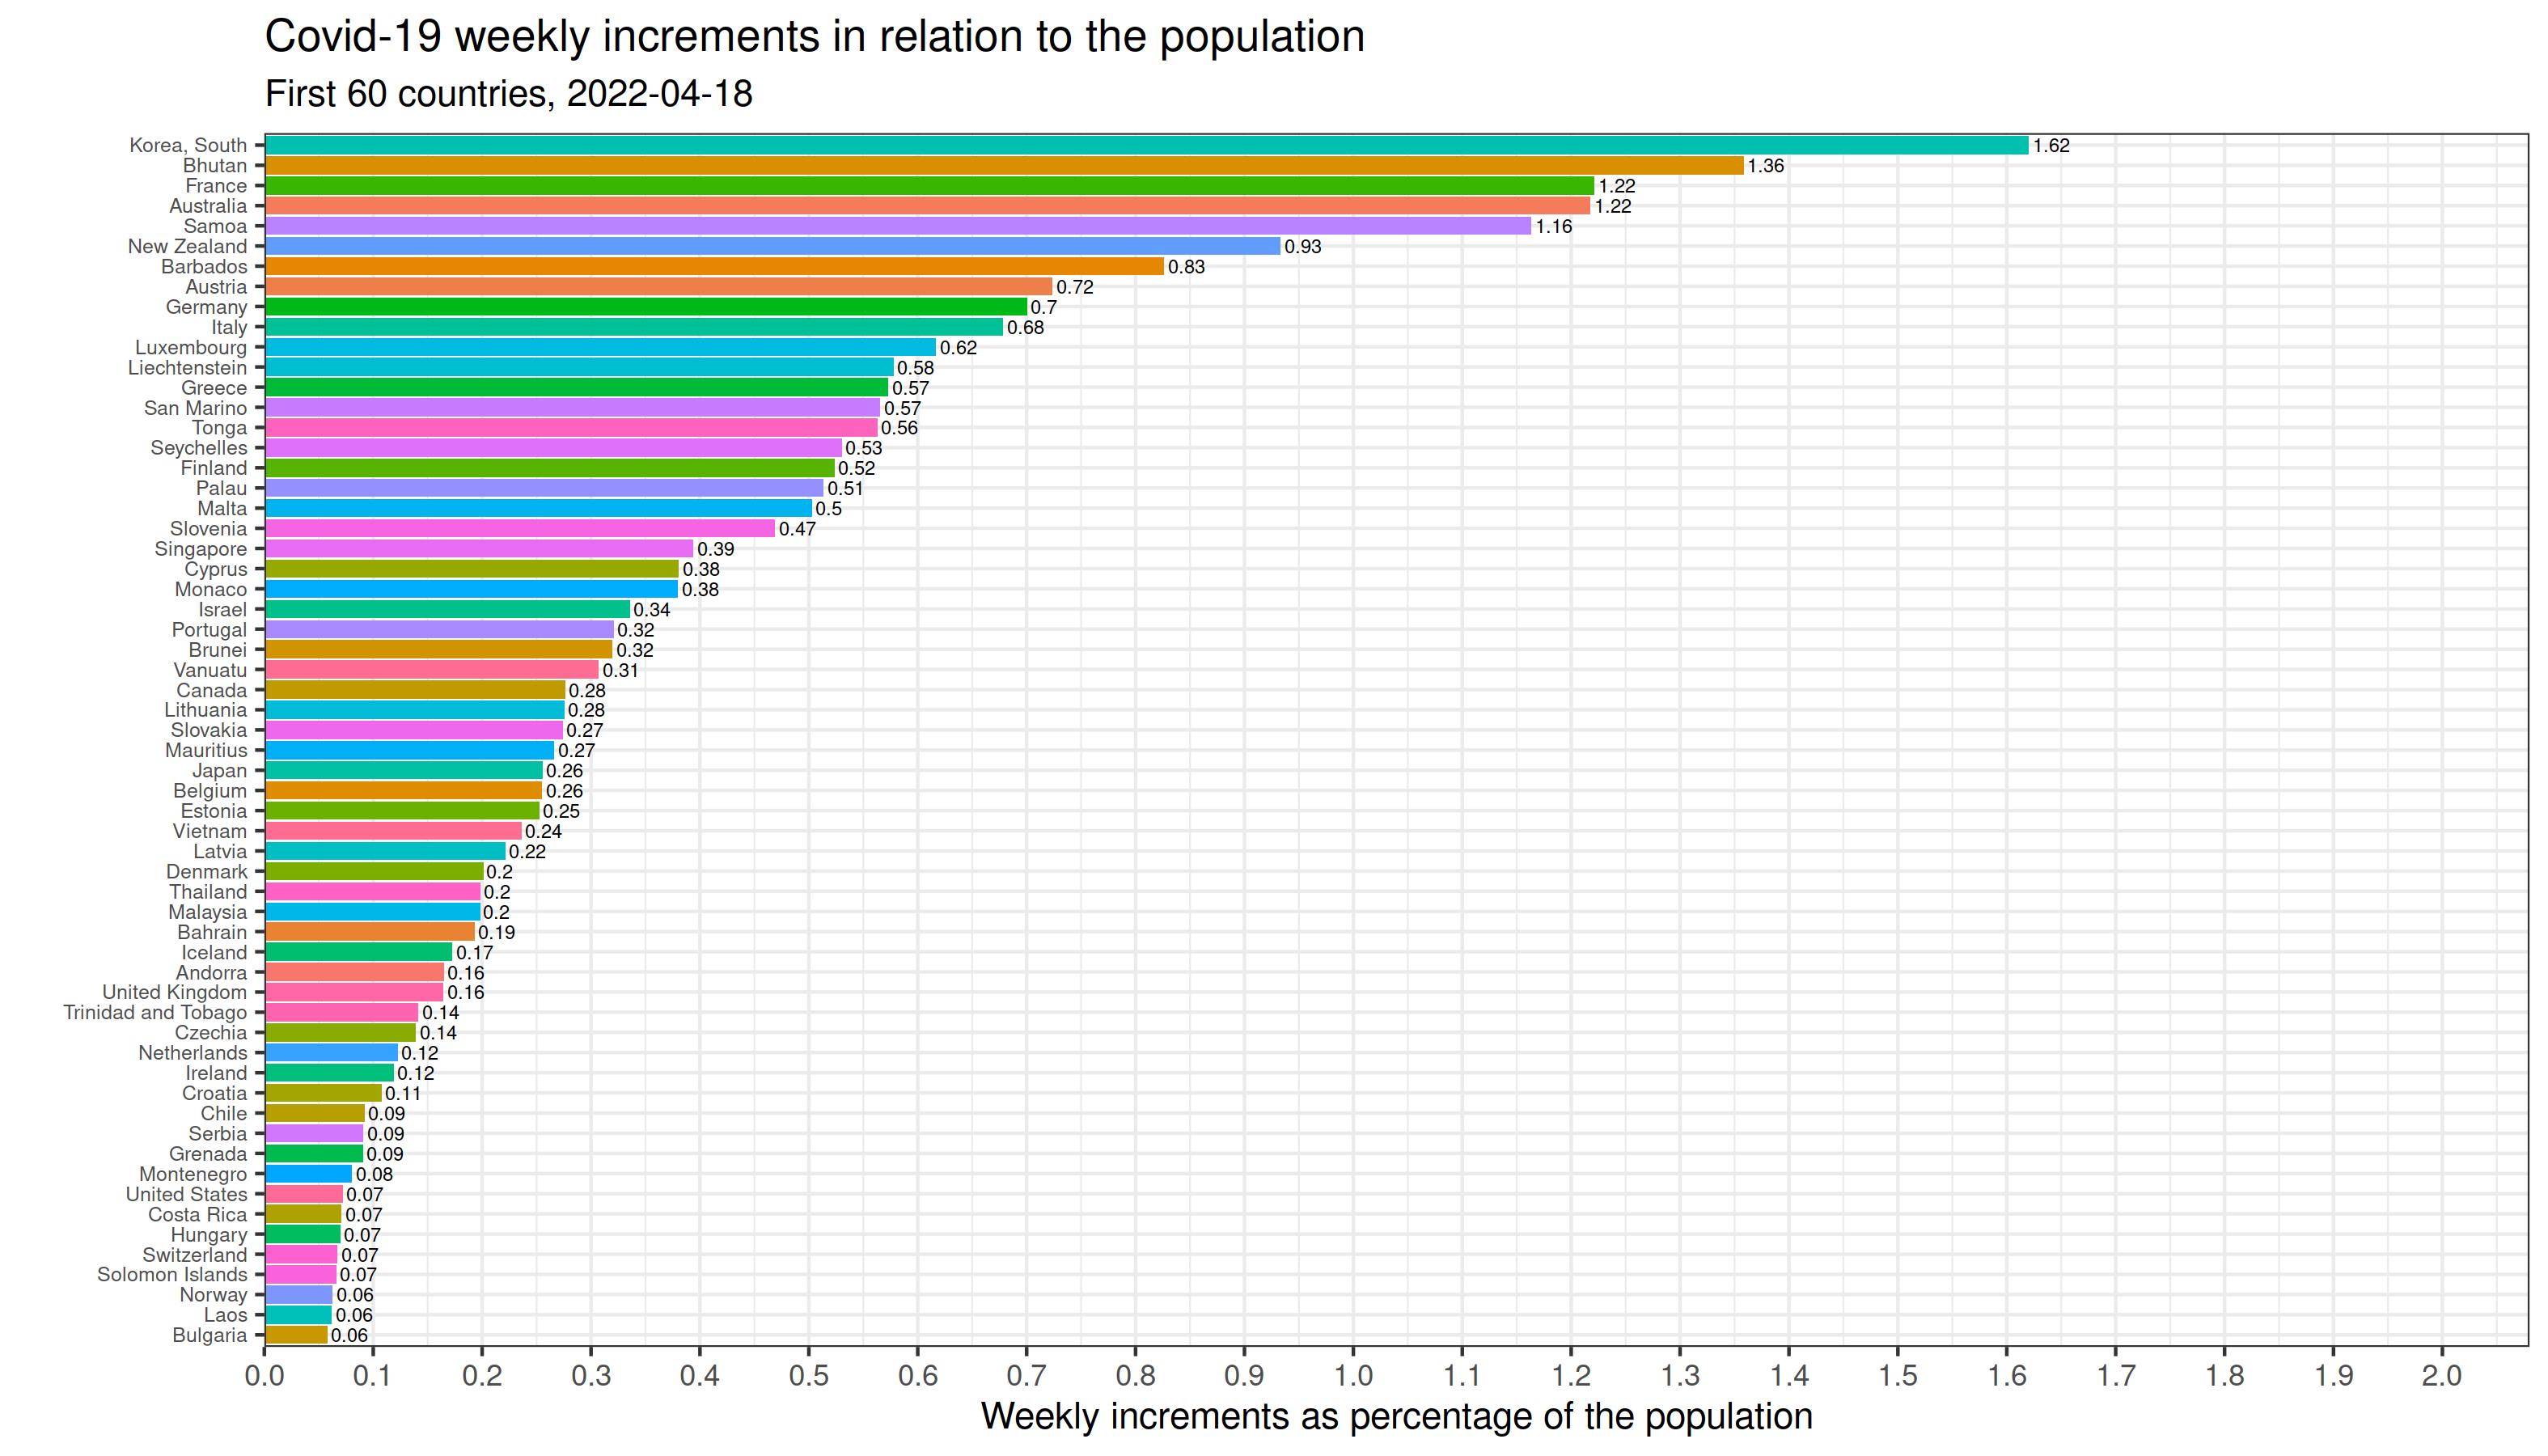 Covid-19 weekly increments in relation to the population
First 60 countries, 2022-04-18
Korea, South 1.62
Bhutan 1.36
France 1.22
Australia 1.22
Samoa 1.16
New Zealand 0.93
Barbados 0.83
Austria 0.72
Germany 0.7
Italy 0.68
Luxembourg 0.62
Liechtenstein 0.58
Greece 0.57
San Marino 0.57
Tonga 0.56
Seychelles 0.53
Finland 0.52
Palau 0.51
Malta 0.5
Slovenia 0.47
Singapore 0.39
Cyprus 0.38
Monaco 0.38
Israel 0.34
Portugal 0.32
Brunei 0.32
Vanuatu 0.31
Canada 0.28
Lithuania 0.28
Slovakia 0.27
Mauritius 0.27
Japan 0.26
Belgium 0.26
Estonia 0.25
Vietnam 0.24
Latvia 0.22
Denmark 0.2
Thailand 0.2
Malaysia 0.2
Bahrain 0.19
Iceland 0.17
Andorra 0.16
United Kingdom 0.16
Trinidad and Tobago 0.14
Czechia 0.14
Netherlands 0.12
Ireland 0.12
Croatia 0.11
Chile 0.09
Serbia 0.09
Grenada 0.09
Montenegro 0.08
United States 0.07
Costa Rica 0.07
Hungary 0.07
Switzerland 0.07
Solomon Islands 0.07
Norway 0.06
Laos 0.06
Bulgaria 0.06
0.0 0.1 0.2 0.3 0.4 0.5 0.6 0.7 0.8 0.9 1.0 1.1 1.2 1.3 1.4 1.5 1.6 1.7 1.8 1.9 2.0
Weekly increments as percentage of the population